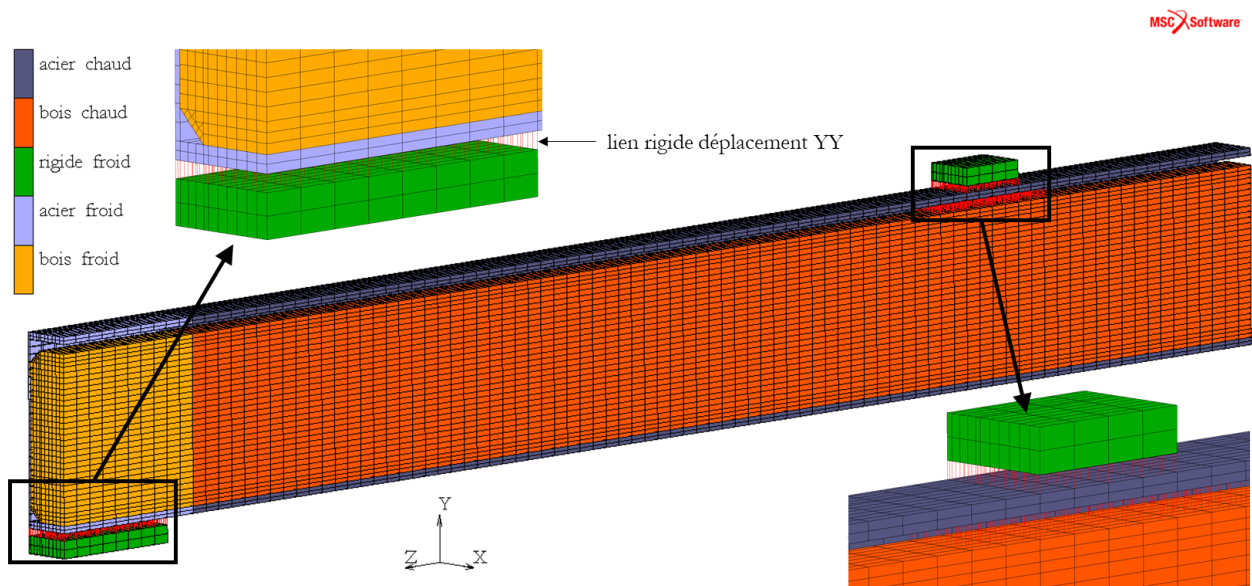 MSC Software
acier chaud
bois chaud
rigide froid
acier froid
bois froid
lien rigide déplacement YY
Y
Z
X